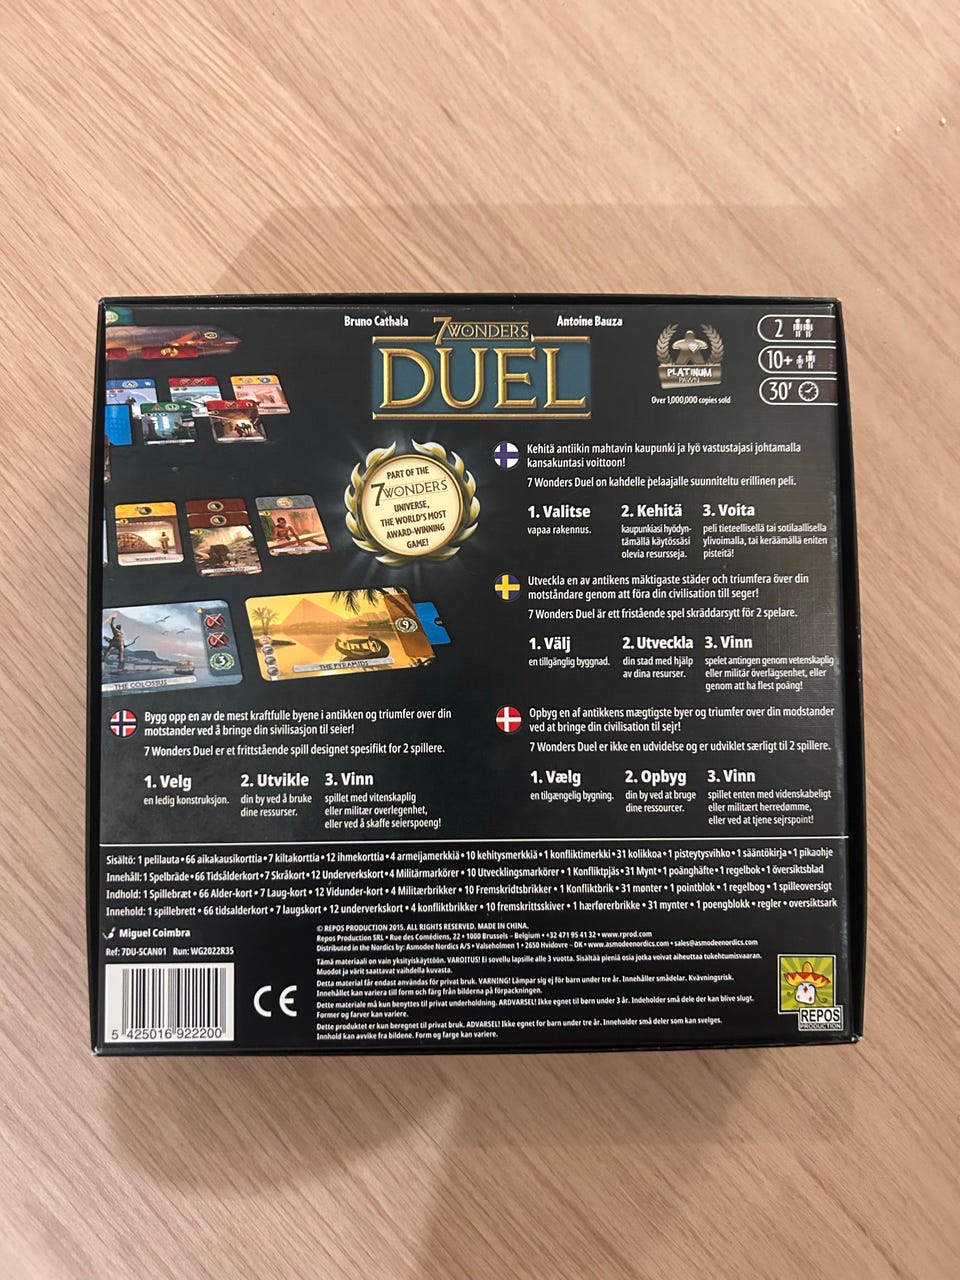 Bruno Cathala
7WONDERS
DUEL
Antoine Bauza
PLATINUM
PAWN
Over 1,000,000 copies sold
2
10+
30'
PART OF THE
7WONDERS
UNIVERSE,
THE WORLD'S MOST
AWARD-WINNING
GAME!
THE COLOSSUS
3
THE PYRAMIDS
9
Kehitä antiikin mahtavin kaupunki ja lyö vastustajasi johtamalla
kansakuntasi voittoon!
7 Wonders Duel on kahdelle pelaajalle suunniteltu erillinen peli.
1. Valitse
vapaa rakennus.
2. Kehitä
kaupunkiasi hyödyn-
tämällä käytössäsi
olevia resursseja.
3. Voita
peli tieteellisellä tai sotilaallisella
ylivoimalla, tai keräämällä eniten
pisteitä!
Utveckla en av antikens mäktigaste städer och triumfera över din
motståndare genom att föra din civilisation till seger!
7 Wonders Duel är ett fristående spel skräddarsytt för 2 spelare.
1. Välj
en tillgänglig byggnad.
2. Utveckla
din stad med hjälp
av dina resurser.
3. Vinn
spelet antingen genom vetenskaplig
eller militär överlägsenhet, eller
genom att ha flest poäng!
Bygg opp en av de mest kraftfulle byene i antikken og triumfer over din
motstander ved å bringe din sivilisasjon til seier!
7 Wonders Duel er et frittstående spill designet spesifikt for 2 spillere.
1. Velg
en ledig konstruksjon.
2. Utvikle
din by ved å bruke
dine ressurser.
3. Vinn
spillet med vitenskaplig
eller militær overlegenhet,
eller ved å skaffe seierspoeng!
Opbyg en af antikkens mægtigste byer og triumfer over din modstander
ved at bringe din civilisation til sejr!
7 Wonders Duel er ikke en udvidelse og er udviklet særligt til 2 spillere.
1. Vælg
en tilgængelig bygning.
2. Opbyg
din by ved at bruge
dine ressourcer.
3. Vinn
spillet enten med videnskabeligt
eller militært herredømme,
eller ved at tjene sejrspoint!
Sisältö: 1 pelilauta • 66 aikakausikorttia • 7 kiltakorttia • 12 ihmekorttia • 4 armeijamerkkiä • 10 kehitysmerkkiä • 1 konfliktimerkki • 31 kolikkoa • 1 pisteytysvihko • 1 sääntökirja • 1 pikaohje
Innehåll: 1 Spelbräde • 66 Tidsålderkort • 7 Skråkort • 12 Underverkskort • 4 Militärmarkörer • 10 Utvecklingsmarkörer • 1 Konfliktpjäs • 31 Mynt • 1 poänghäfte • 1 regelbok • 1 översiktsblad
Indhold: 1 Spillebræt • 66 Alder-kort • 7 Laug-kort • 12 Vidunder-kort • 4 Militærbrikker • 10 Fremskridtsbrikker • 1 Konfliktbrik • 31 monter • 1 pointblok • 1 regelbog • 1 spilleoversigt
Innehold: 1 spillebrett • 66 tidsalderkort • 7 laugskort • 12 underverkskort • 4 konfliktbrikker • 10 fremskrittsskiver • 1 hærførerbrikke • 31 mynter • 1 poengblokk • regler • oversiktsark
Miguel Coimbra
Ref: 7DU-SCAN01 Run: WG2022R35
5 425016 922200
CE
© REPOS PRODUCTION 2015. ALL RIGHTS RESERVED. MADE IN CHINA.
Repos Production SRL • Rue des Comédiens, 22 • 1000 Brussels – Belgium • +32 471 95 41 32 • www.rprod.com
Distributed in the Nordics by: Asmodee Nordics A/S • Valseholmen 1 • 2650 Hvidovre – DK • www.asmodeenordics.com • sales@asmodeenordics.com
Tämä materiaali on vain yksityiskäyttöön. VAROITUS! Ei sovellu lapsille alle 3 vuotta. Sisältää pieniä osia jotka voivat aiheuttaa tukehtumisvaaran.
Muodot ja värit saattavat vaihdella kuvasta.
Detta material får endast användas för privat bruk. VARNING! Lämpar sig ej för barn under tre år. Innehåller smådelar. Kvävningsrisk.
Innehållet kan variera till form och färg från bilderna på förpackningen.
Dette materiale må kun benyttes til privat underholdning. ARDVARSEL! Ikke egnet til børn under 3 år. Indeholder små dele der kan blive slugt.
Former og farver kan variere.
Dette produktet er kun beregnet til privat bruk. ADVARSEL! Ikke egnet for barn under tre år. Inneholder små deler som kan svelges.
Innhold kan avvike fra bildene. Form og farge kan variere.
REPOS
PRODUCTION